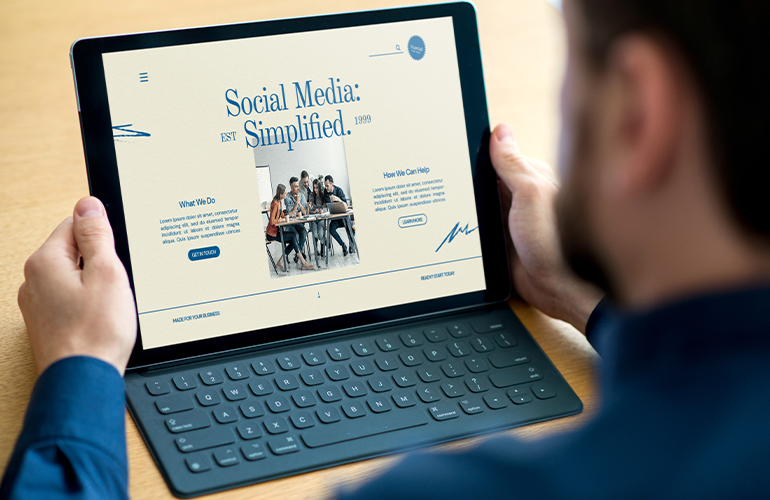 Social Media:
EST Simplified. 1999
What We Do
Lorem ipsum dolor sit amet, consectetur
adipiscing elit, sed do eiusmod tempor
incididunt ut labore et dolore magna
aliqua. Quis ipsum suspendisse ultrices
GET IN TOUCH
How We Can Help
Lorem ipsum dolor sit amet, consectetur
adipiscing elit, sed do eiusmod tempor
incididunt ut labore et dolore magna
aliqua. Quis ipsum suspendisse ultrices
LEARN MORE
MADE FOR YOUR BUSINESS
READY? START TODAY